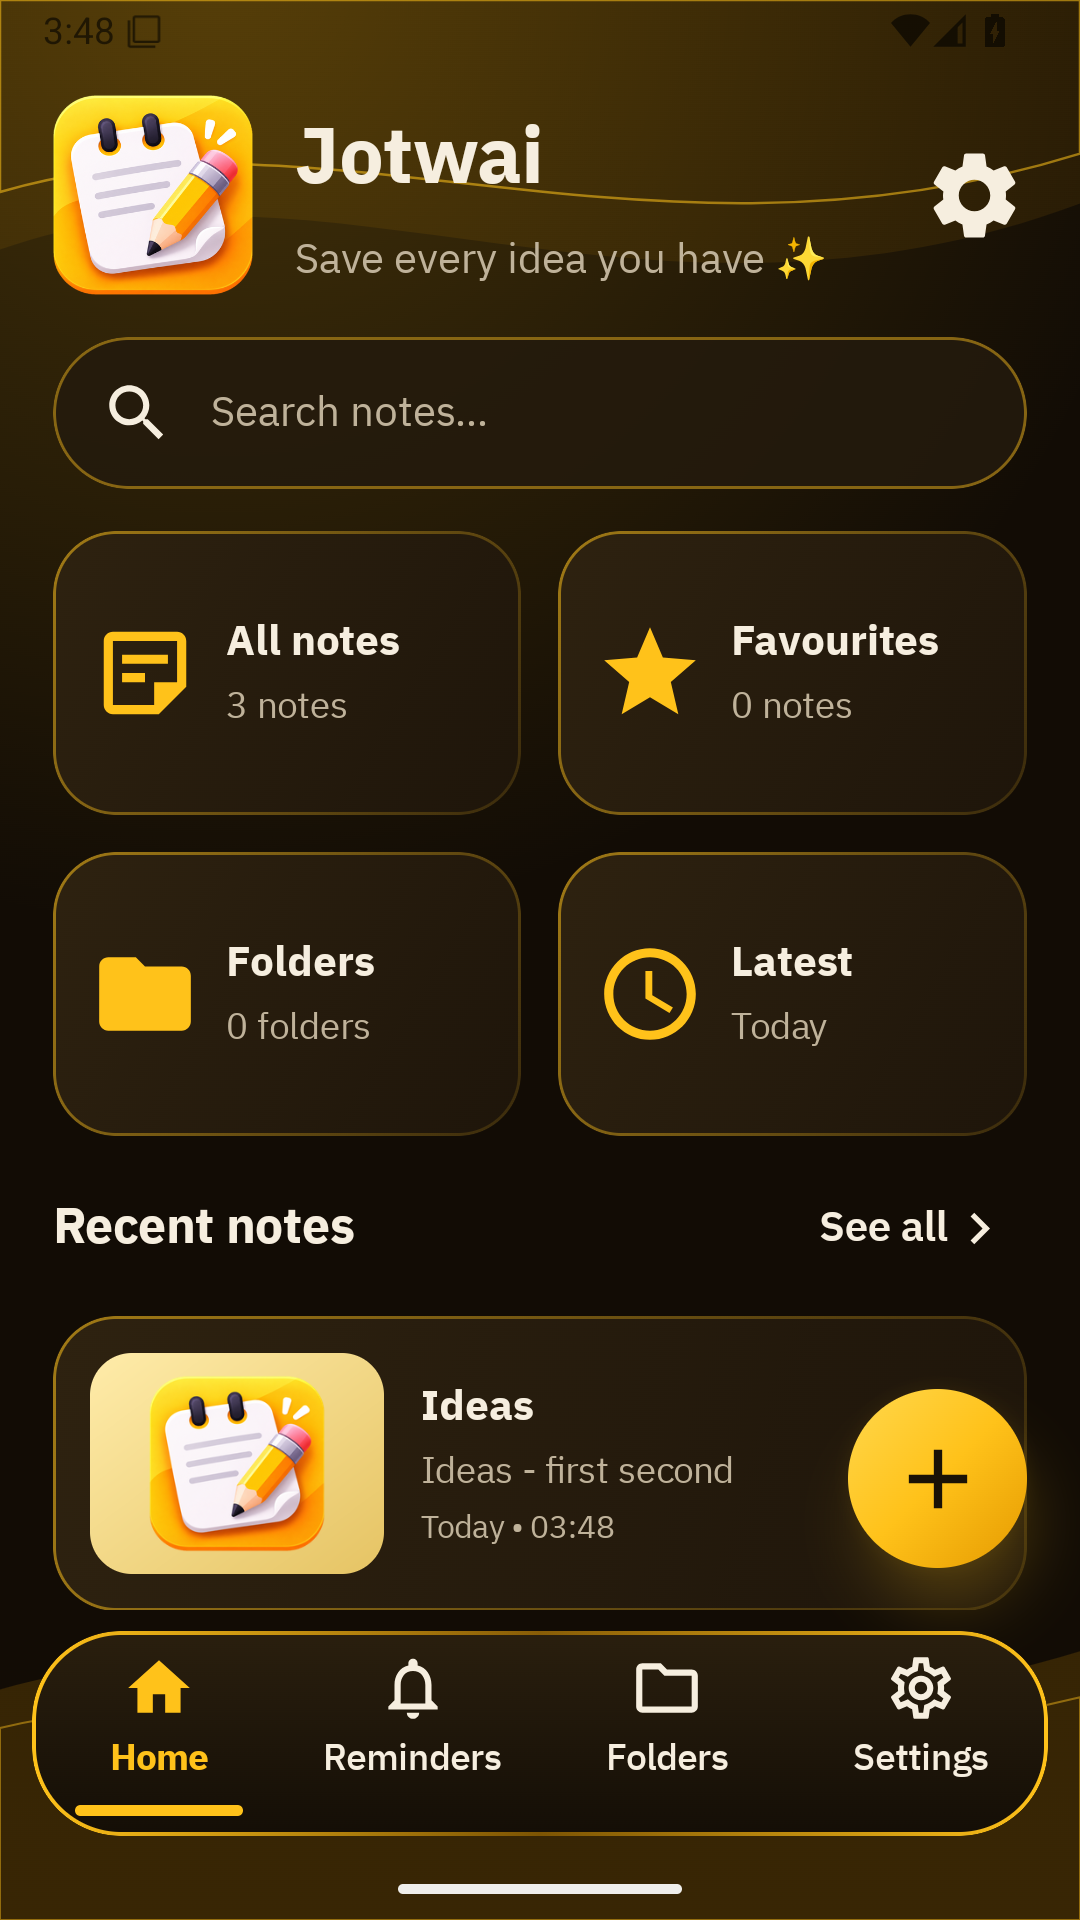 3:48
Jotwai
Save every idea you have ✨
Search notes...
All notes
3 notes
Favourites
0 notes
Folders
0 folders
Latest
Today
Recent notes
See all
Ideas
Ideas - first second
Today • 03:48
Home
Reminders
Folders
Settings